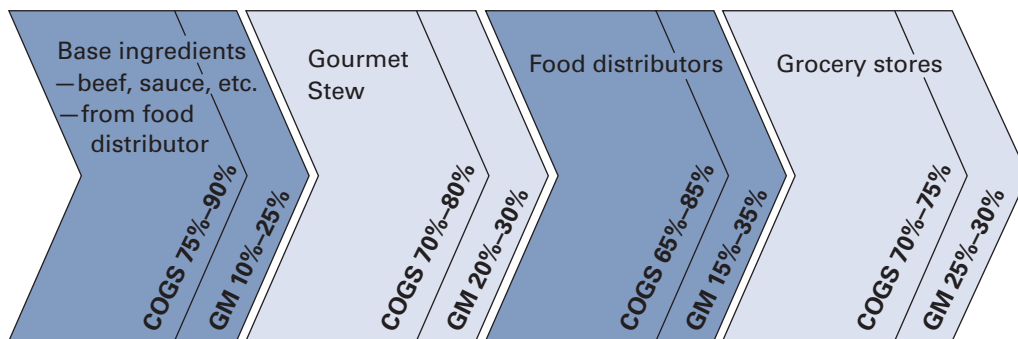 Base ingredients
—beef, sauce, etc.
—from food
distributor
COGS 75%–90%
GM 10%–25%
Gourmet
Stew
COGS 70%–80%
GM 20%–30%
Food distributors
COGS 65%–85%
GM 15%–35%
Grocery stores
COGS 70%–75%
GM 25%–30%